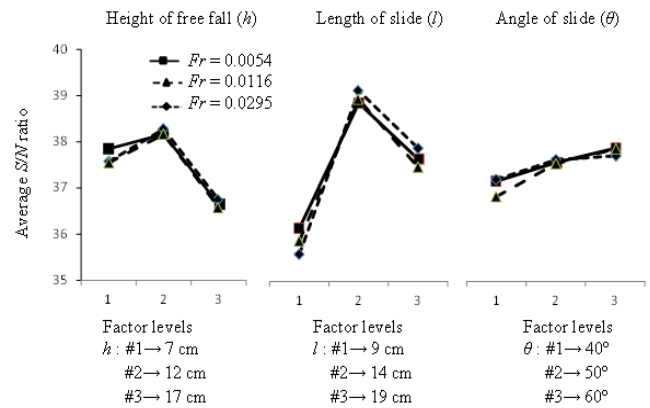 Height of free fall (h) Length of slide (l) Angle of slide (θ)
40
39
38
37
36
35
Average S/N ratio
Fr = 0.0054
Fr = 0.0116
Fr = 0.0295
1 2 3 1 2 3 1 2 3
Factor levels Factor levels Factor levels
h : #1→ 7 cm l : #1→ 9 cm θ : #1→ 40°
#2→ 12 cm #2→ 14 cm #2→ 50°
#3→ 17 cm #3→ 19 cm #3→ 60°